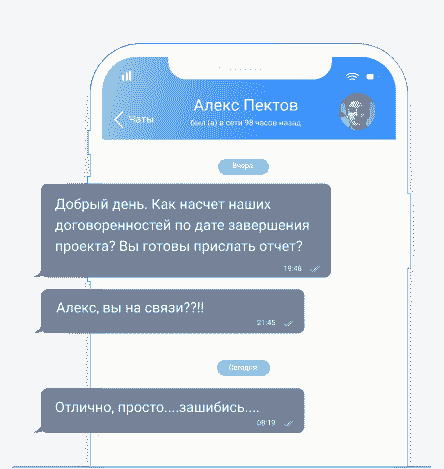 Алекс Пектов
Чаты
был (а) в сети 98 часов назад
Вчера
Добрый день. Как насчет наших
договоренностей по дате завершения
проекта? Вы готовы прислать отчет?
19:46
Алекс, вы на связи??!!
21:45
Сегодня
Отлично, просто....зашибись....
08:19